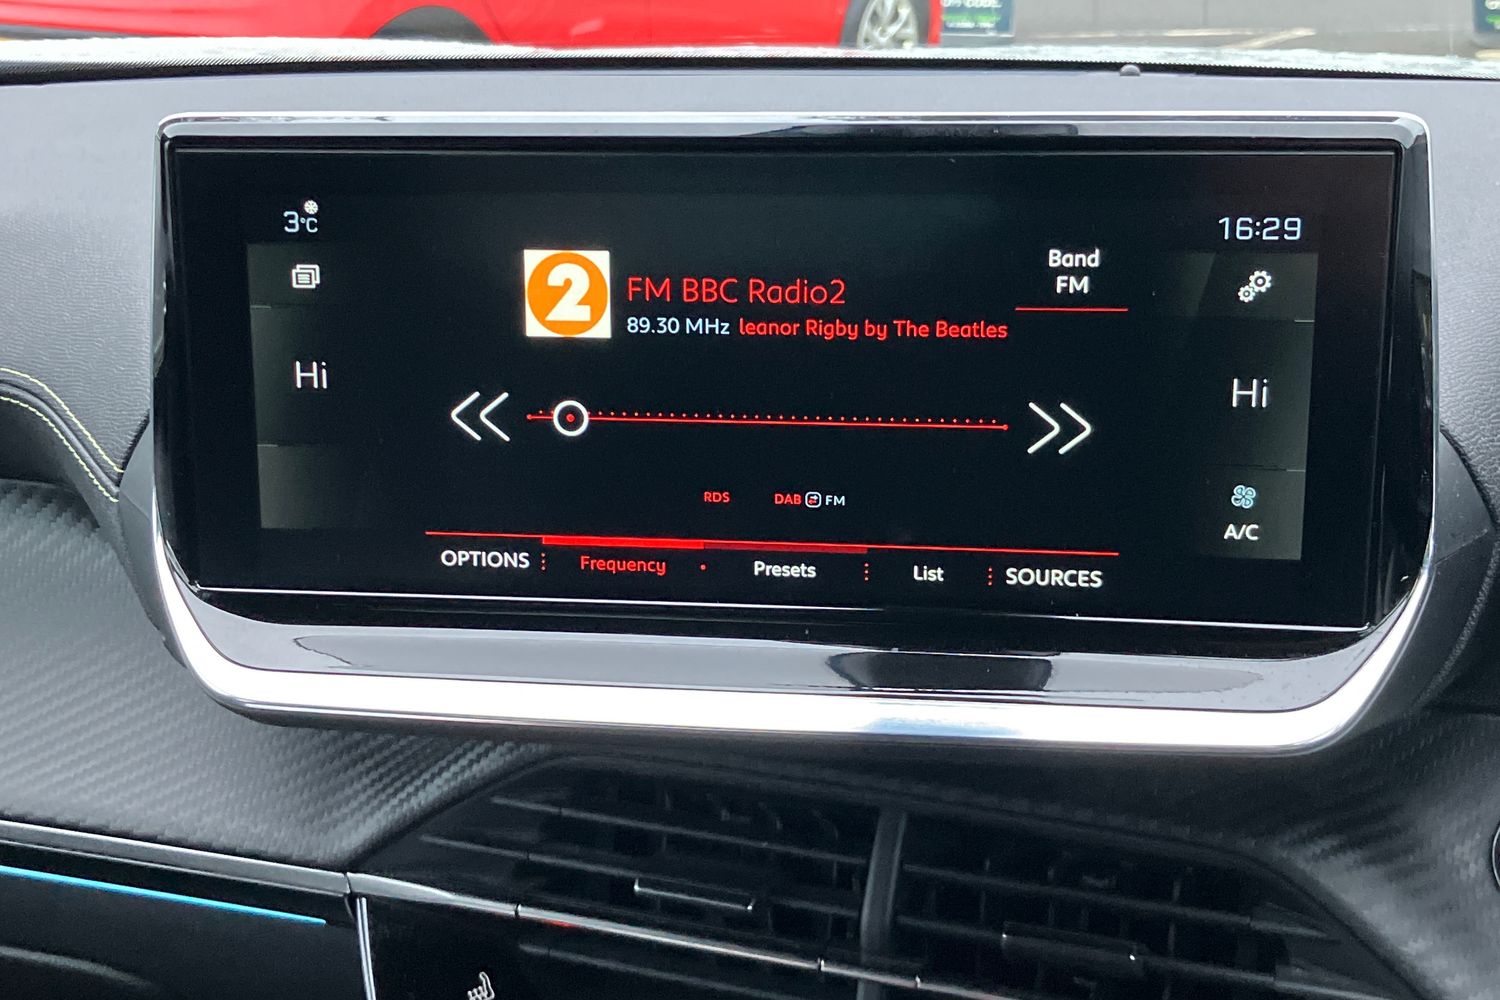 3°C
16:29
Band
FM
2
FM BBC Radio2
89.30 MHz leanor Rigby by The Beatles
Hi
Hi
RDS
DAB FM
A/C
OPTIONS Frequency Presets List SOURCES